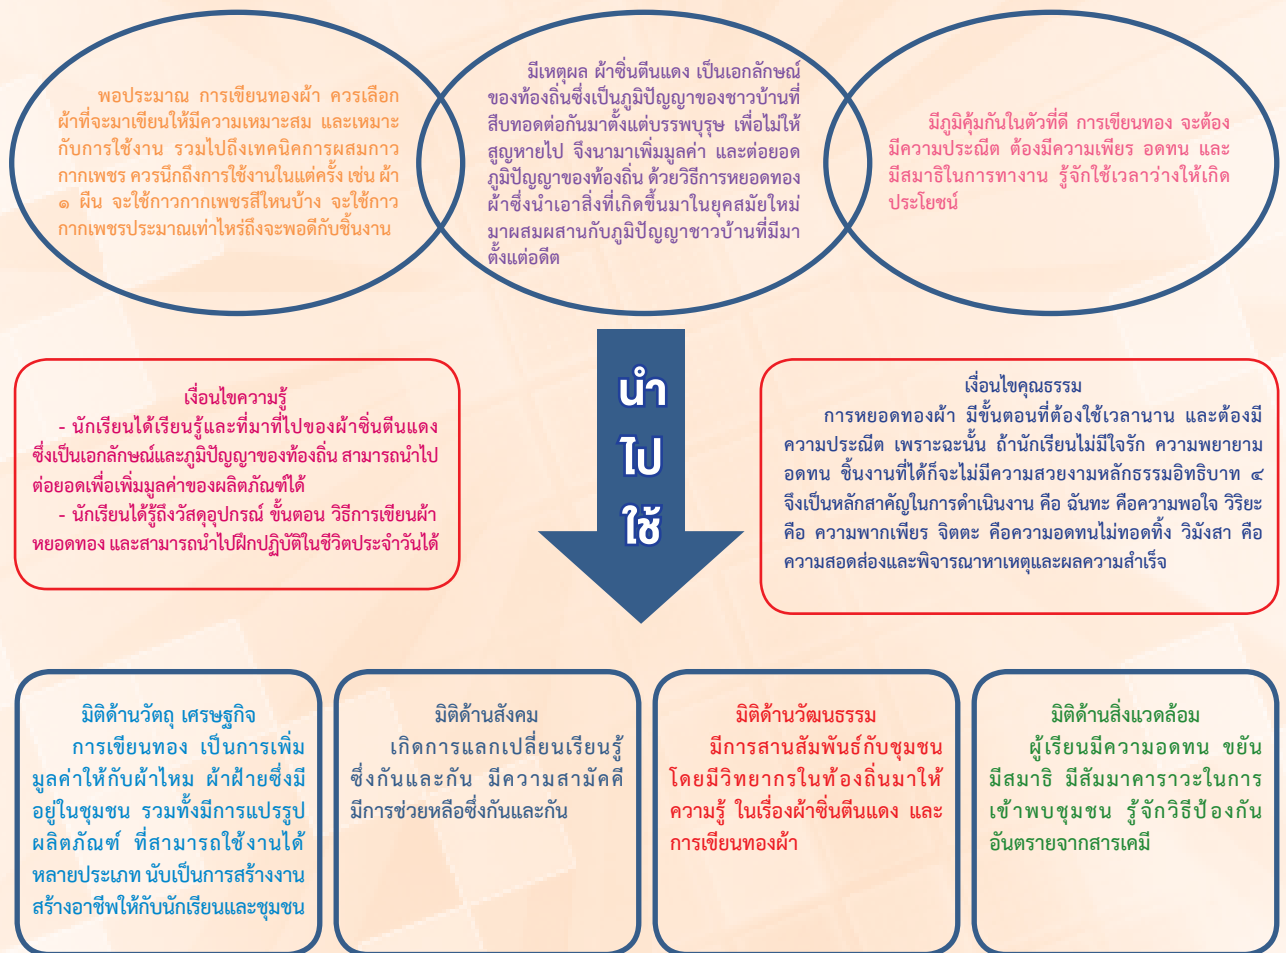 พอประมาณ การเขียนทองผ้า ควรเลือก
ผ้าที่จะมาเขียนให้มีความเหมาะสม และเหมาะ
กับการใช้งาน รวมไปถึงเทคนิคการผสมกาว
กากเพชร ควรนึกถึงการใช้งานในแต่ครั้ง เช่น ผ้า
๑ ผืน จะใช้กาวกากเพชรสีไหนบ้าง จะใช้กาว
กากเพชรประมาณเท่าไหร่ถึงจะพอดีกับชิ้นงาน
มีเหตุผล ผ้าซิ่นตีนแดง เป็นเอกลักษณ์
ของท้องถิ่นซึ่งเป็นภูมิปัญญาของชาวบ้านที่
สืบทอดต่อกันมาตั้งแต่บรรพบุรุษ เพื่อไม่ให้
สูญหายไป จึงนามาเพิ่มมูลค่า และต่อยอด
ภูมิปัญญาของท้องถิ่น ด้วยวิธีการหยอดทอง
ผ้าซึ่งนำเอาสิ่งที่เกิดขึ้นมาในยุคสมัยใหม่
มาผสมผสานกับภูมิปัญญาชาวบ้านที่มีมา
ตั้งแต่อดีต
มีภูมิคุ้มกันในตัวที่ดี การเขียนทอง จะต้อง
มีความประณีต ต้องมีความเพียร อดทน และ
มีสมาธิในการทางาน รู้จักใช้เวลาว่างให้เกิด
ประโยชน์
เงื่อนไขความรู้
- นักเรียนได้เรียนรู้และที่มาที่ไปของผ้าซิ่นตีนแดง
ซึ่งเป็นเอกลักษณ์และภูมิปัญญาของท้องถิ่น สามารถนำไป
ต่อยอดเพื่อเพิ่มมูลค่าของผลิตภัณฑ์ได้
- นักเรียนได้รู้ถึงวัสดุอุปกรณ์ ขั้นตอน วิธีการเขียนผ้า
หยอดทอง และสามารถนำไปฝึกปฏิบัติในชีวิตประจำวันได้
นำ
ไป
ใช้
เงื่อนไขคุณธรรม
การหยอดทองผ้า มีขั้นตอนที่ต้องใช้เวลานาน และต้องมี
ความประณีต เพราะฉะนั้น ถ้านักเรียนไม่มีใจรัก ความพยายาม
อดทน ชิ้นงานที่ได้ก็จะไม่มีความสวยงามหลักธรรมอิทธิบาท ๔
จึงเป็นหลักสาคัญในการดำเนินงาน คือ ฉันทะ คือความพอใจ วิริยะ
คือ ความพากเพียร จิตตะ คือความอดทนไม่ทอดทิ้ง วิมังสา คือ
ความสอดส่องและพิจารณาหาเหตุและผลความสำเร็จ
มิติด้านวัตถุ เศรษฐกิจ
การเขียนทอง เป็นการเพิ่ม
มูลค่าให้กับผ้าไหม ผ้าฝ้ายซึ่งมี
อยู่ในชุมชน รวมทั้งมีการแปรรูป
ผลิตภัณฑ์ ที่สามารถใช้งานได้
หลายประเภท นับเป็นการสร้างงาน
สร้างอาชีพให้กับนักเรียนและชุมชน
มิติด้านสังคม
เกิดการแลกเปลี่ยนเรียนรู้
ซึ่งกันและกัน มีความสามัคคี
มีการช่วยหลือซึ่งกันและกัน
มิติด้านวัฒนธรรม
มีการสานสัมพันธ์กับชุมชน
โดยมีวิทยากรในท้องถิ่นมาให้
ความรู้ ในเรื่องผ้าซิ่นตีนแดง และ
การเขียนทองผ้า
มิติด้านสิ่งแวดล้อม
ผู้เรียนมีความอดทน ขยัน
มีสมาธิ มีสัมมาคาราวะในการ
เข้าพบชุมชน รู้จักวิธีป้องกัน
อันตรายจากสารเคมี